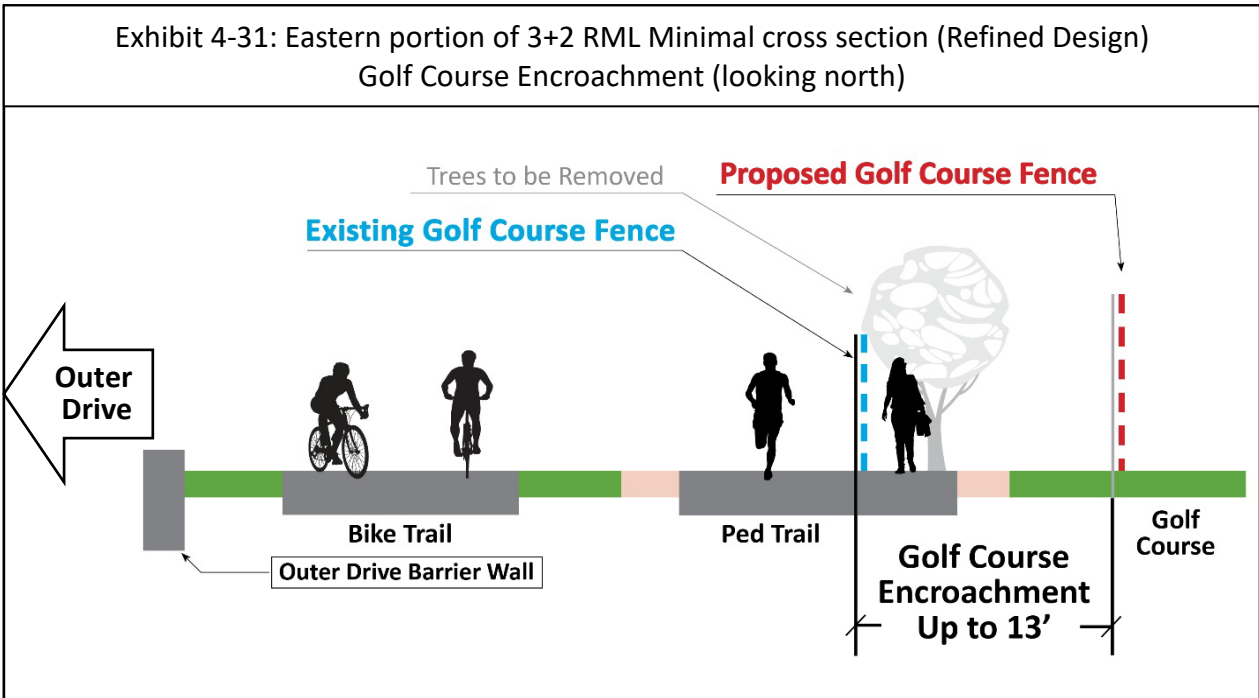 Exhibit 4-31: Eastern portion of 3+2 RML Minimal cross section (Refined Design)
Golf Course Encroachment (looking north)
Trees to be Removed
Proposed Golf Course Fence
Existing Golf Course Fence
Outer
Drive
Bike Trail
Ped Trail
Golf
Course
Outer Drive Barrier Wall
Golf Course
Encroachment
Up to 13’